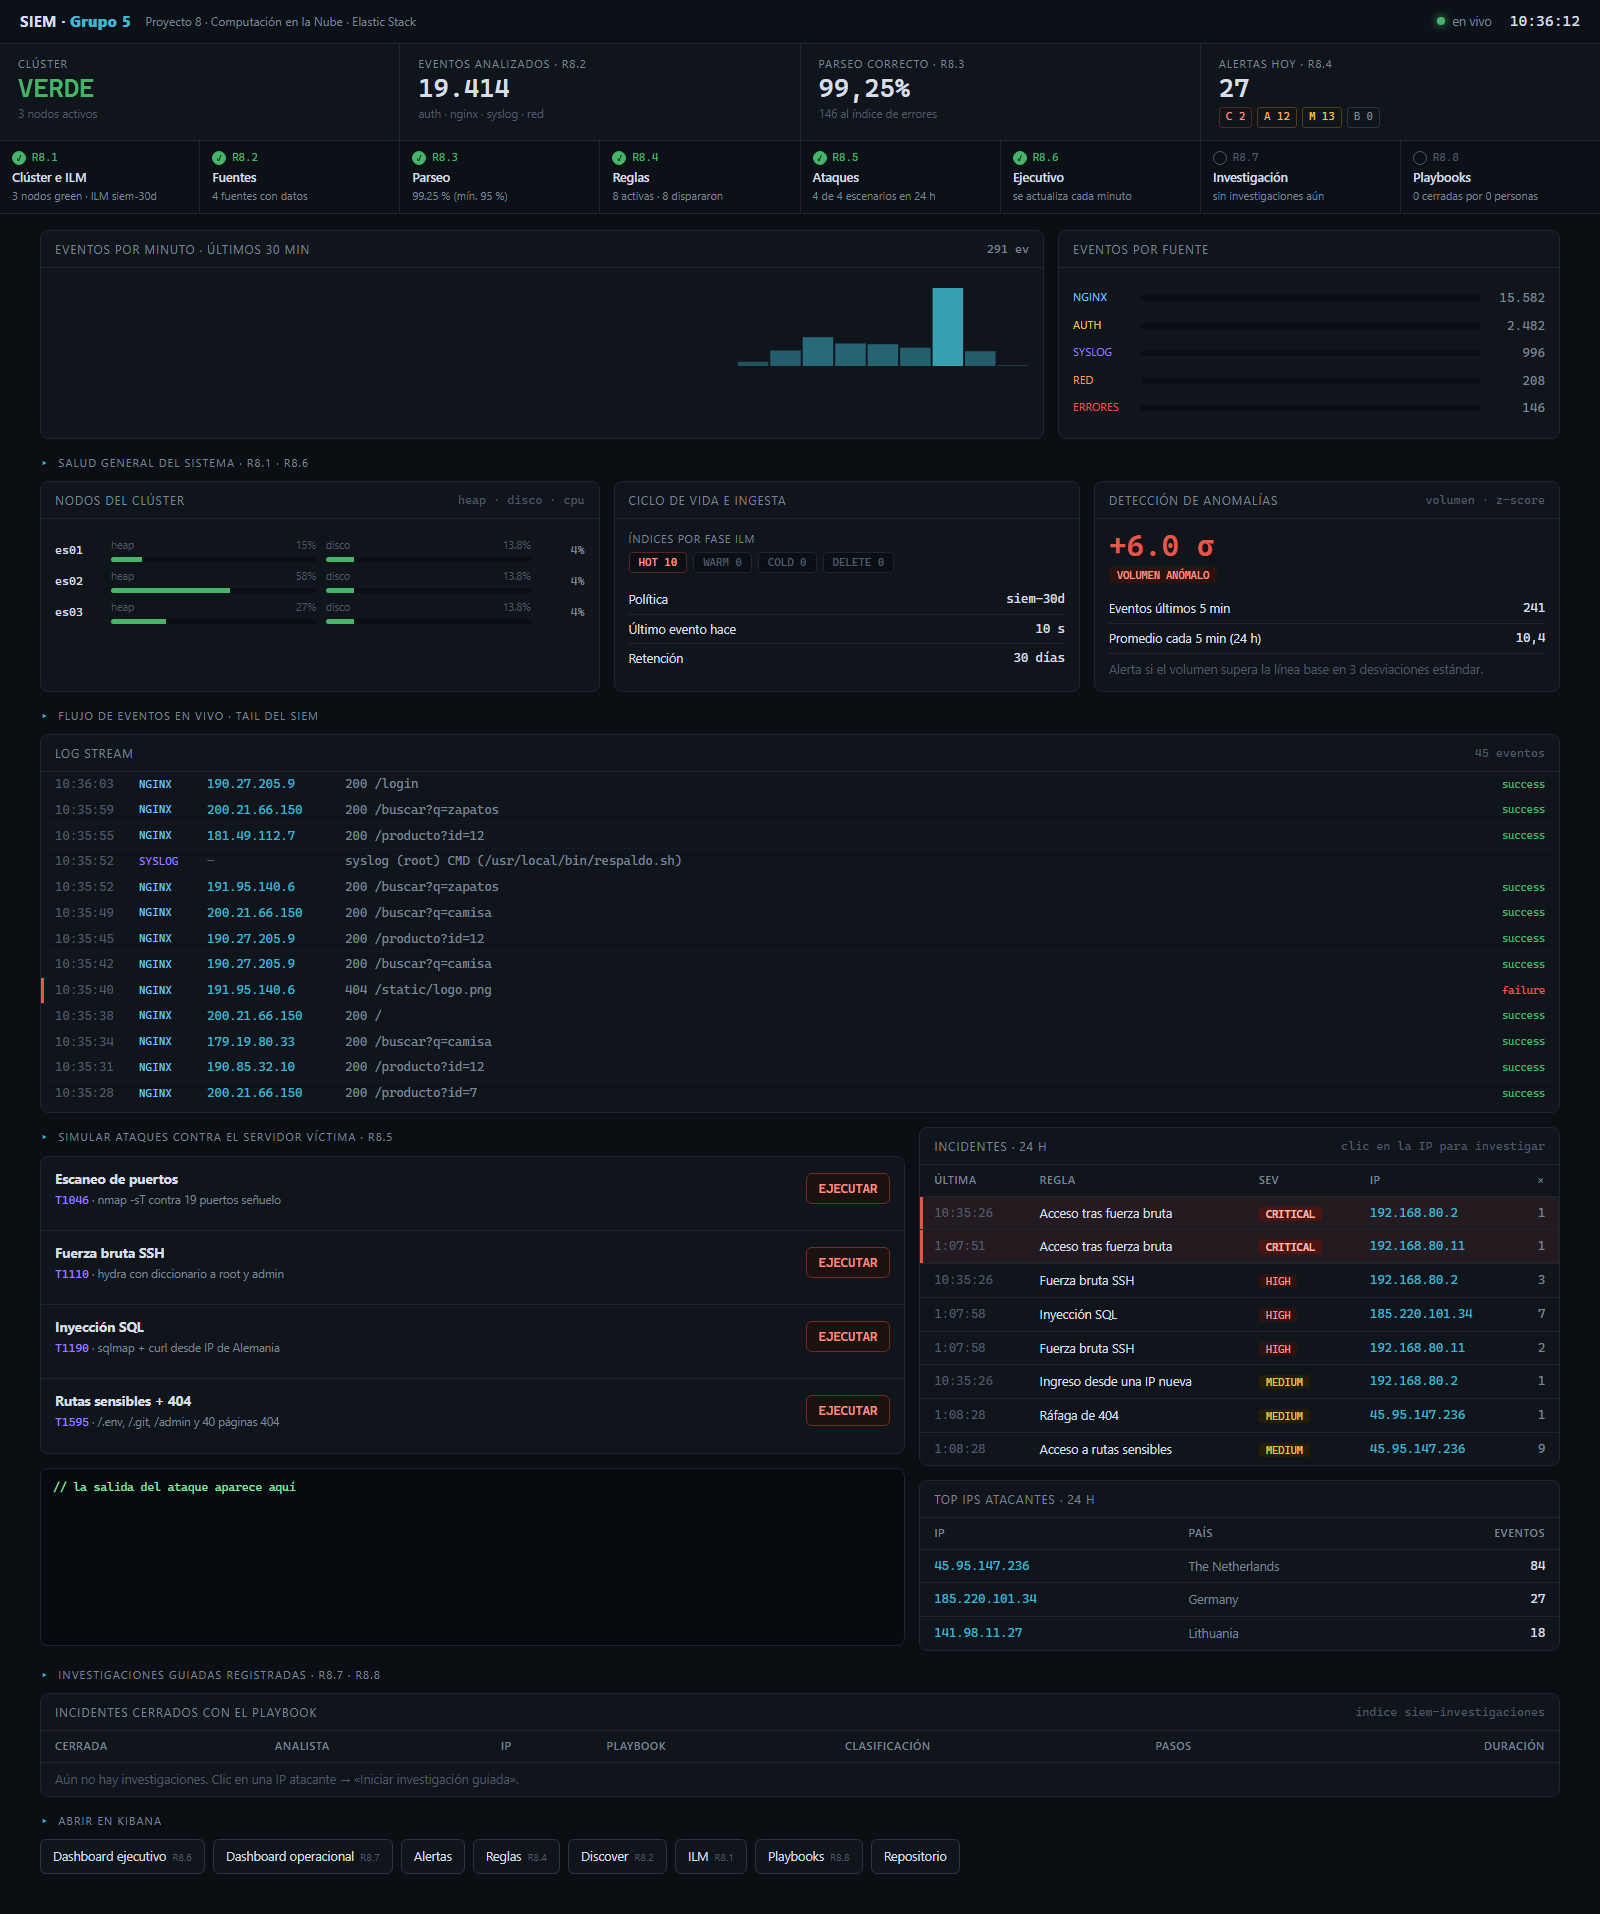 SIEM · Grupo 5 Proyecto 8 · Computación en la Nube · Elastic Stack
en vivo 10:36:12
CLÚSTER
VERDE
3 nodos activos
EVENTOS ANALIZADOS · R8.2
19.414
auth · nginx · syslog · red
PARSEO CORRECTO · R8.3
99,25%
146 al índice de errores
ALERTAS HOY · R8.4
27
C 2 A 12 M 13 B 0
R8.1
Clúster e ILM
3 nodos green · ILM siem-30d
R8.2
Fuentes
4 fuentes con datos
R8.3
Parseo
99.25 % (mín. 95 %)
R8.4
Reglas
8 activas · 8 dispararon
R8.5
Ataques
4 de 4 escenarios en 24 h
R8.6
Ejecutivo
se actualiza cada minuto
R8.7
Investigación
sin investigaciones aún
R8.8
Playbooks
0 cerradas por 0 personas
EVENTOS POR MINUTO · ÚLTIMOS 30 MIN 291 ev
EVENTOS POR FUENTE
NGINX 15.582
AUTH 2.482
SYSLOG 996
RED 208
ERRORES 146
▸ SALUD GENERAL DEL SISTEMA · R8.1 · R8.6
NODOS DEL CLÚSTER heap · disco · cpu
es01 heap 15% disco 13.8% 4%
es02 heap 58% disco 13.8% 4%
es03 heap 27% disco 13.8% 4%
CICLO DE VIDA E INGESTA
ÍNDICES POR FASE ILM
HOT 10 WARM 0 COLD 0 DELETE 0
Política siem-30d
Último evento hace 10 s
Retención 30 días
DETECCIÓN DE ANOMALÍAS volumen · z-score
+6.0 σ
VOLUMEN ANÓMALO
Eventos últimos 5 min 241
Promedio cada 5 min (24 h) 10,4
Alerta si el volumen supera la línea base en 3 desviaciones estándar.
▸ FLUJO DE EVENTOS EN VIVO · TAIL DEL SIEM
LOG STREAM 45 eventos
10:36:03 NGINX 190.27.205.9 200 /login success
10:35:59 NGINX 200.21.66.150 200 /buscar?q=zapatos success
10:35:55 NGINX 181.49.112.7 200 /producto?id=12 success
10:35:52 SYSLOG — syslog (root) CMD (/usr/local/bin/respaldo.sh)
10:35:52 NGINX 191.95.140.6 200 /buscar?q=zapatos success
10:35:49 NGINX 200.21.66.150 200 /buscar?q=camisa success
10:35:45 NGINX 190.27.205.9 200 /producto?id=12 success
10:35:42 NGINX 190.27.205.9 200 /buscar?q=camisa success
10:35:40 NGINX 191.95.140.6 404 /static/logo.png failure
10:35:38 NGINX 200.21.66.150 200 / success
10:35:34 NGINX 179.19.80.33 200 /buscar?q=camisa success
10:35:31 NGINX 190.85.32.10 200 /producto?id=12 success
10:35:28 NGINX 200.21.66.150 200 /producto?id=7 success
▸ SIMULAR ATAQUES CONTRA EL SERVIDOR VÍCTIMA · R8.5
Escaneo de puertos
T1046 · nmap -sT contra 19 puertos señuelo
EJECUTAR
Fuerza bruta SSH
T1110 · hydra con diccionario a root y admin
EJECUTAR
Inyección SQL
T1190 · sqlmap + curl desde IP de Alemania
EJECUTAR
Rutas sensibles + 404
T1595 · /.env, /.git, /admin y 40 páginas 404
EJECUTAR
// la salida del ataque aparece aquí
INCIDENTES · 24 H clic en la IP para investigar
ÚLTIMA REGLA SEV IP ×
10:35:26 Acceso tras fuerza bruta CRITICAL 192.168.80.2 1
1:07:51 Acceso tras fuerza bruta CRITICAL 192.168.80.11 1
10:35:26 Fuerza bruta SSH HIGH 192.168.80.2 3
1:07:58 Inyección SQL HIGH 185.220.101.34 7
1:07:58 Fuerza bruta SSH HIGH 192.168.80.11 2
10:35:26 Ingreso desde una IP nueva MEDIUM 192.168.80.2 1
1:08:28 Ráfaga de 404 MEDIUM 45.95.147.236 1
1:08:28 Acceso a rutas sensibles MEDIUM 45.95.147.236 9
TOP IPS ATACANTES · 24 H
IP PAÍS EVENTOS
45.95.147.236 The Netherlands 84
185.220.101.34 Germany 27
141.98.11.27 Lithuania 18
▸ INVESTIGACIONES GUIADAS REGISTRADAS · R8.7 · R8.8
INCIDENTES CERRADOS CON EL PLAYBOOK índice siem-investigaciones
CERRADA ANALISTA IP PLAYBOOK CLASIFICACIÓN PASOS DURACIÓN
Aún no hay investigaciones. Clic en una IP atacante → «Iniciar investigación guiada».
▸ ABRIR EN KIBANA
Dashboard ejecutivo R8.6 Dashboard operacional R8.7 Alertas Reglas R8.4 Discover R8.2 ILM R8.1 Playbooks R8.8 Repositorio